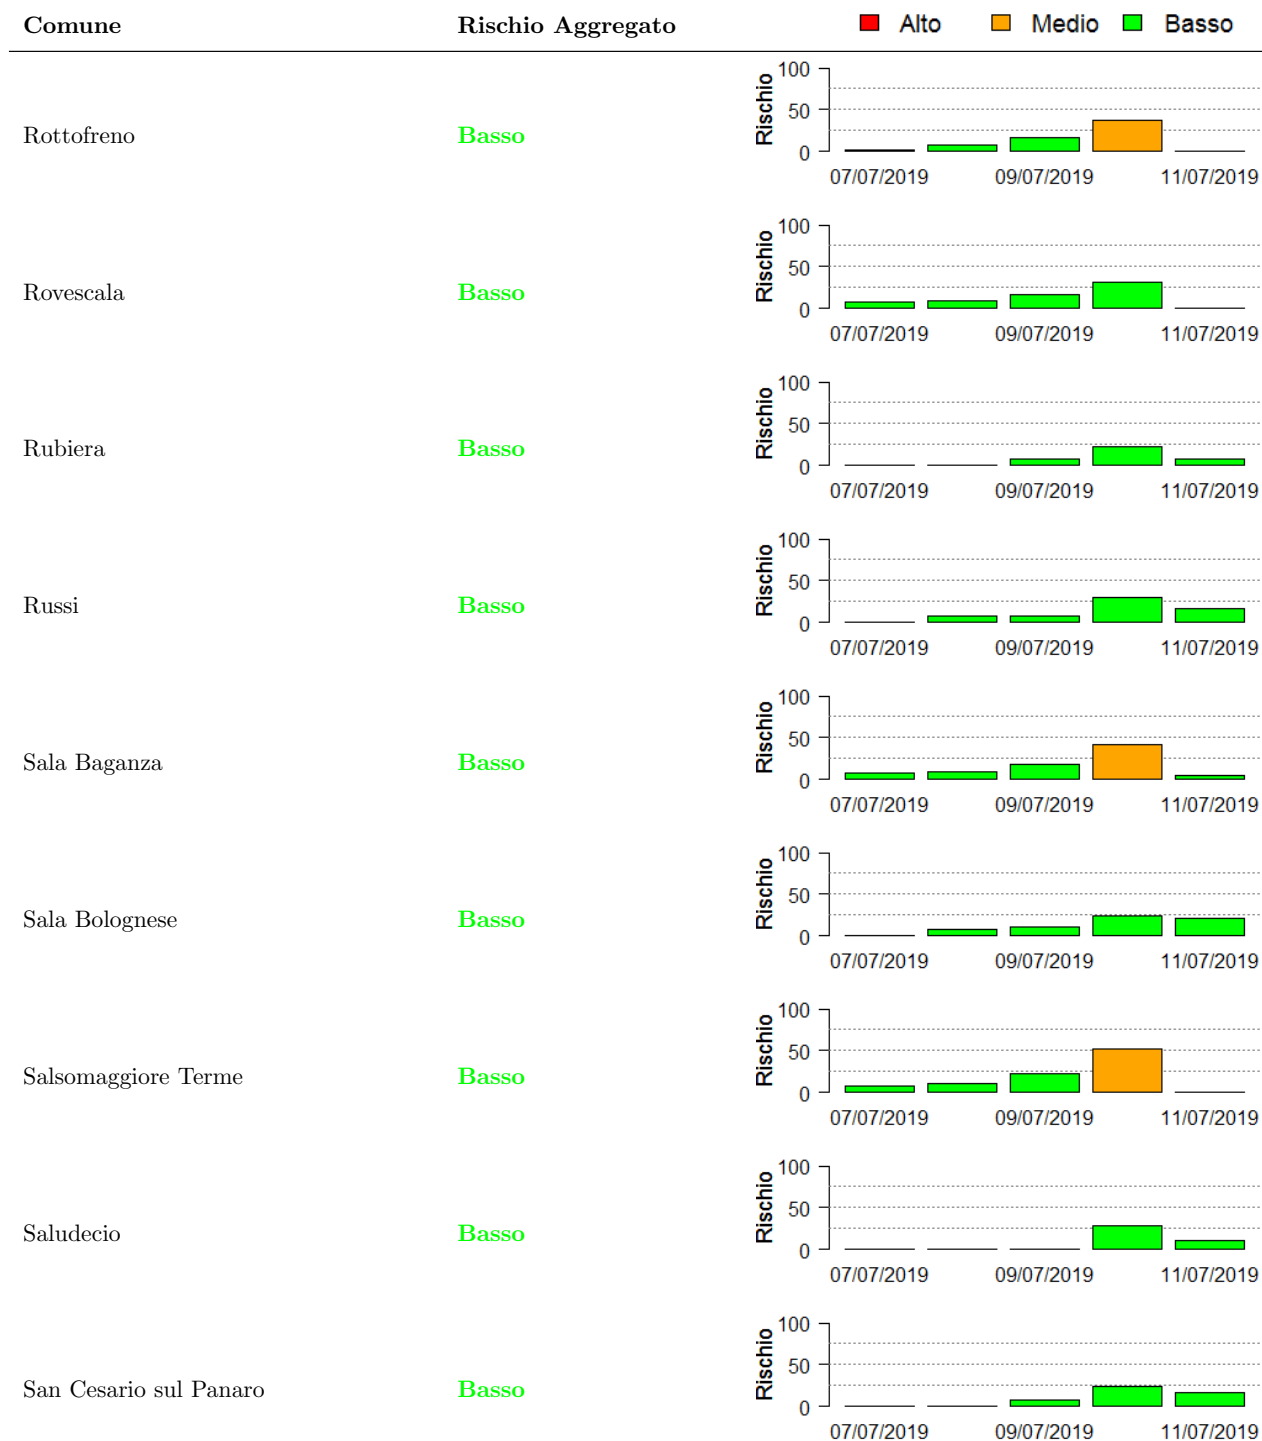 Comune Rischio Aggregato Alto Medio Basso
Rottofreno Basso
Rischio
100
50
0
07/07/2019 09/07/2019 11/07/2019
Rovescala Basso
Rischio
100
50
0
07/07/2019 09/07/2019 11/07/2019
Rubiera Basso
Rischio
100
50
0
07/07/2019 09/07/2019 11/07/2019
Russi Basso
Rischio
100
50
0
07/07/2019 09/07/2019 11/07/2019
Sala Baganza Basso
Rischio
100
50
0
07/07/2019 09/07/2019 11/07/2019
Sala Bolognese Basso
Rischio
100
50
0
07/07/2019 09/07/2019 11/07/2019
Salsomaggiore Terme Basso
Rischio
100
50
0
07/07/2019 09/07/2019 11/07/2019
Saludecio Basso
Rischio
100
50
0
07/07/2019 09/07/2019 11/07/2019
San Cesario sul Panaro Basso
Rischio
100
50
0
07/07/2019 09/07/2019 11/07/2019